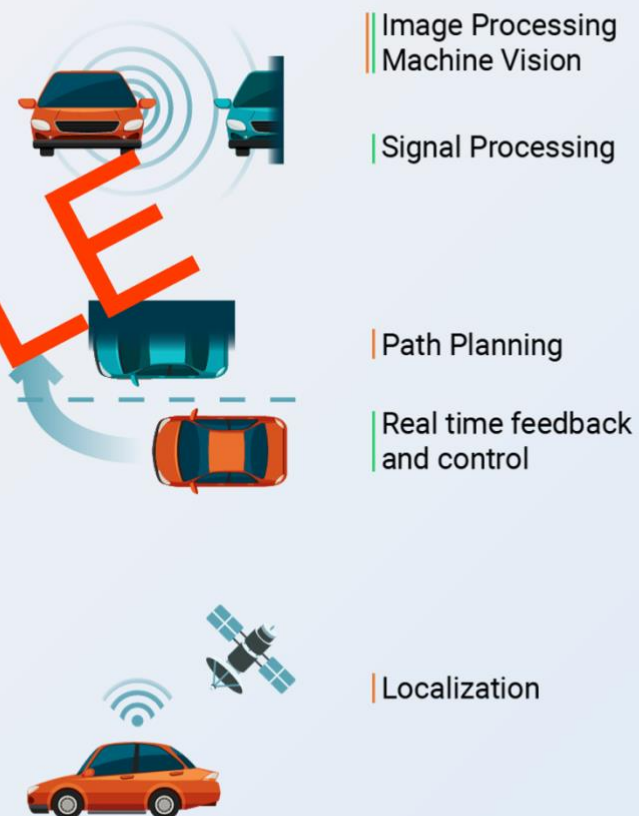 Image Processing
Machine Vision
Signal Processing
LE
Path Planning
Real time feedback
and control
Localization